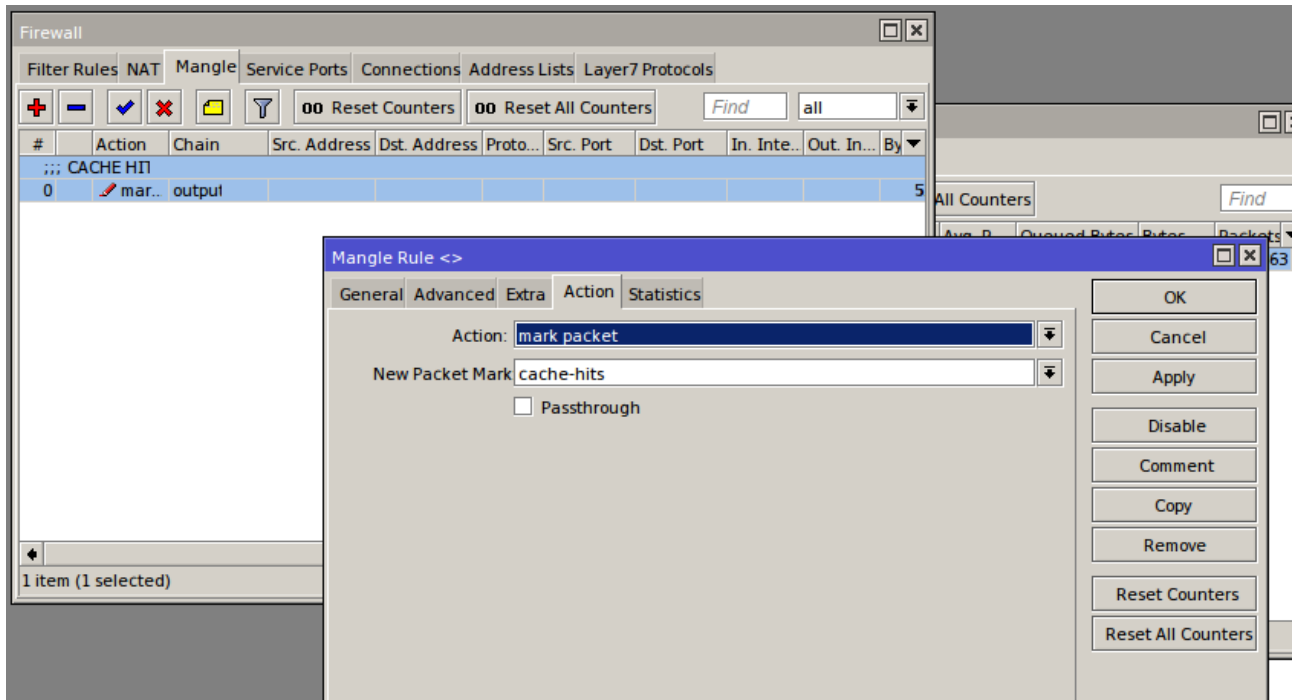 Firewall
Filter Rules NAT Mangle Service Ports Connections Address Lists Layer7 Protocols
00 Reset Counters 00 Reset All Counters Find all
# Action Chain Src. Address Dst. Address Proto... Src. Port Dst. Port In. Inte... Out. In... By
;;; CACHE HIT
0 mar... output 5
All Counters Find
Avg. P... Queued Bytes Bytes Packets
63
Mangle Rule <>
General Advanced Extra Action Statistics
Action: mark packet
New Packet Mark cache-hits
Passthrough
OK
Cancel
Apply
Disable
Comment
Copy
Remove
Reset Counters
Reset All Counters
1 item (1 selected)